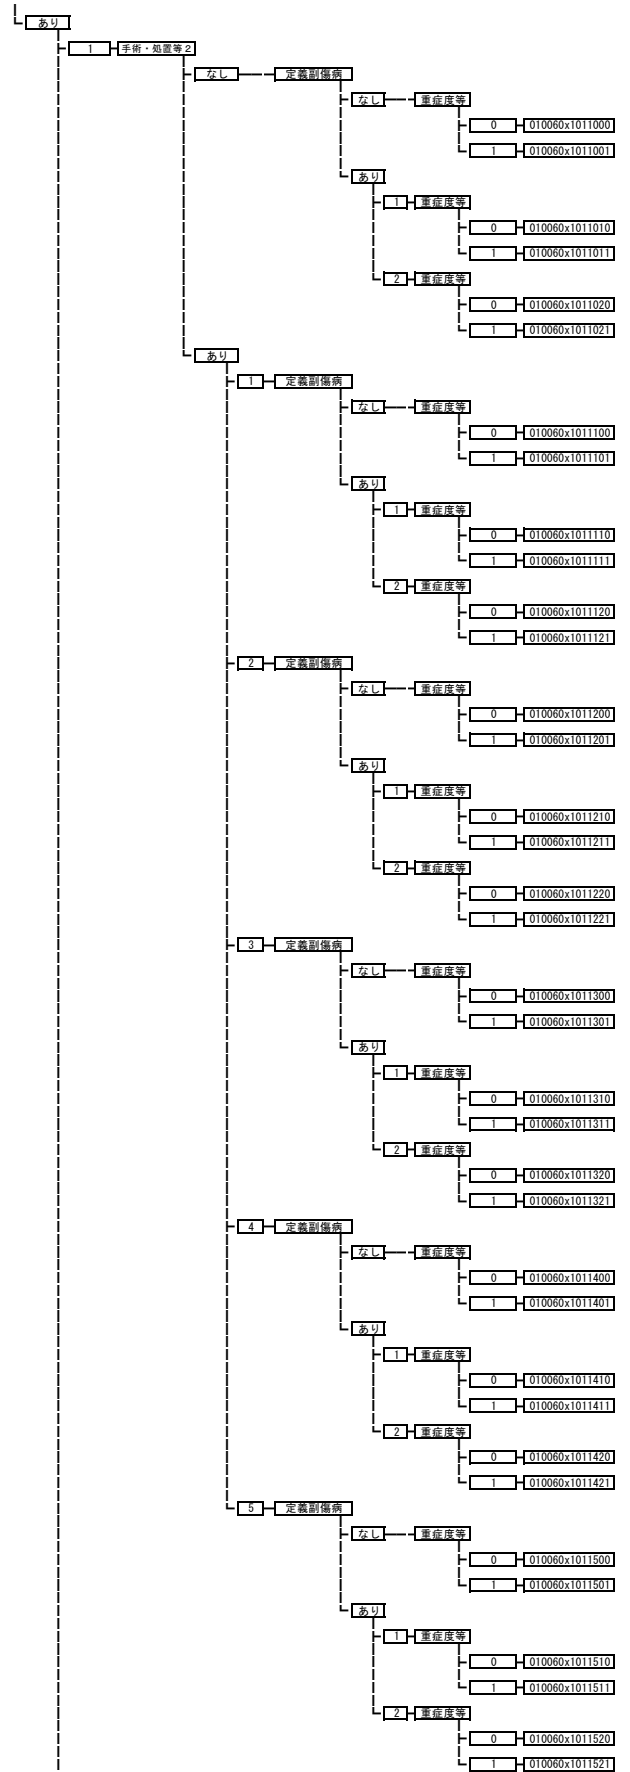 あり
1 手術・処置等2
なし 定義副傷病
なし 重症度等
0 010060x1011000
1 010060x1011001
あり
1 重症度等
0 010060x1011010
1 010060x1011011
2 重症度等
0 010060x1011020
1 010060x1011021
あり
1 定義副傷病
なし 重症度等
0 010060x1011100
1 010060x1011101
あり
1 重症度等
0 010060x1011110
1 010060x1011111
2 重症度等
0 010060x1011120
1 010060x1011121
2 定義副傷病
なし 重症度等
0 010060x1011200
1 010060x1011201
あり
1 重症度等
0 010060x1011210
1 010060x1011211
2 重症度等
0 010060x1011220
1 010060x1011221
3 定義副傷病
なし 重症度等
0 010060x1011300
1 010060x1011301
あり
1 重症度等
0 010060x1011310
1 010060x1011311
2 重症度等
0 010060x1011320
1 010060x1011321
4 定義副傷病
なし 重症度等
0 010060x1011400
1 010060x1011401
あり
1 重症度等
0 010060x1011410
1 010060x1011411
2 重症度等
0 010060x1011420
1 010060x1011421
5 定義副傷病
なし 重症度等
0 010060x1011500
1 010060x1011501
あり
1 重症度等
0 010060x1011510
1 010060x1011511
2 重症度等
0 010060x1011520
1 010060x1011521